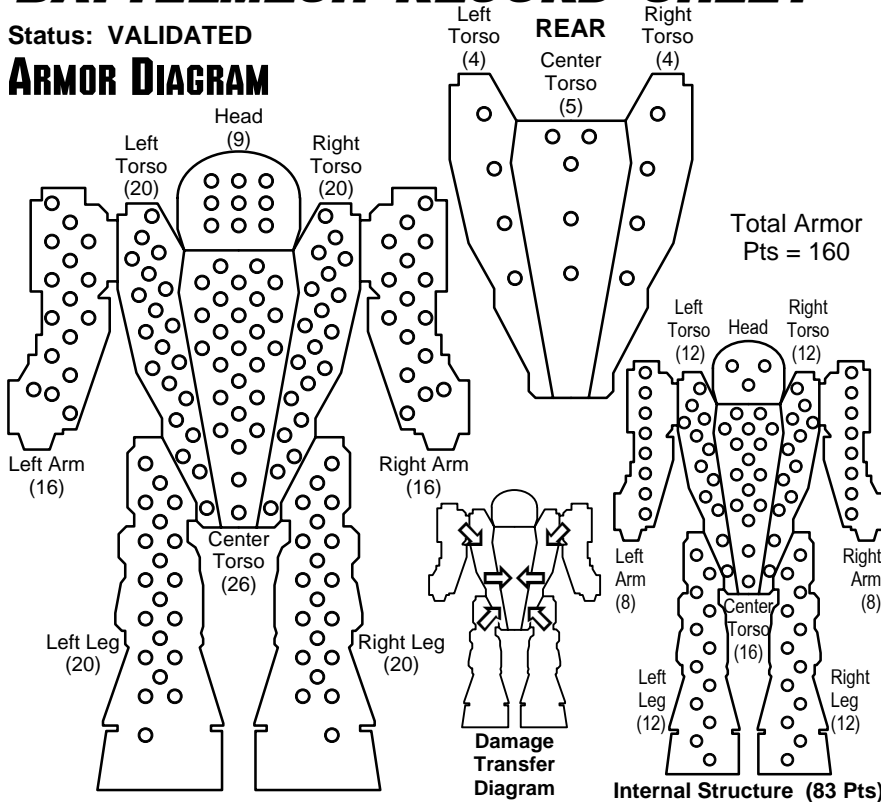 BATTLEMECH RECORD SHEET
Status: VALIDATED
ARMOR DIAGRAM
Left
Torso
(4)
REAR
Right
Torso
(4)
Center
Torso
(5)
Head
(9)
Left
Torso
(20)
Right
Torso
(20)
Total Armor
Pts = 160
Left Arm
(16)
Right Arm
(16)
Center
Torso
(26)
Left Leg
(20)
Right Leg
(20)
Damage
Transfer
Diagram
Left
Torso
(12)
Head
Right
Torso
(12)
Left
Arm
(8)
Right
Arm
(8)
Center
Torso
(16)
Left
Leg
(12)
Right
Leg
(12)
Internal Structure (83 Pts)